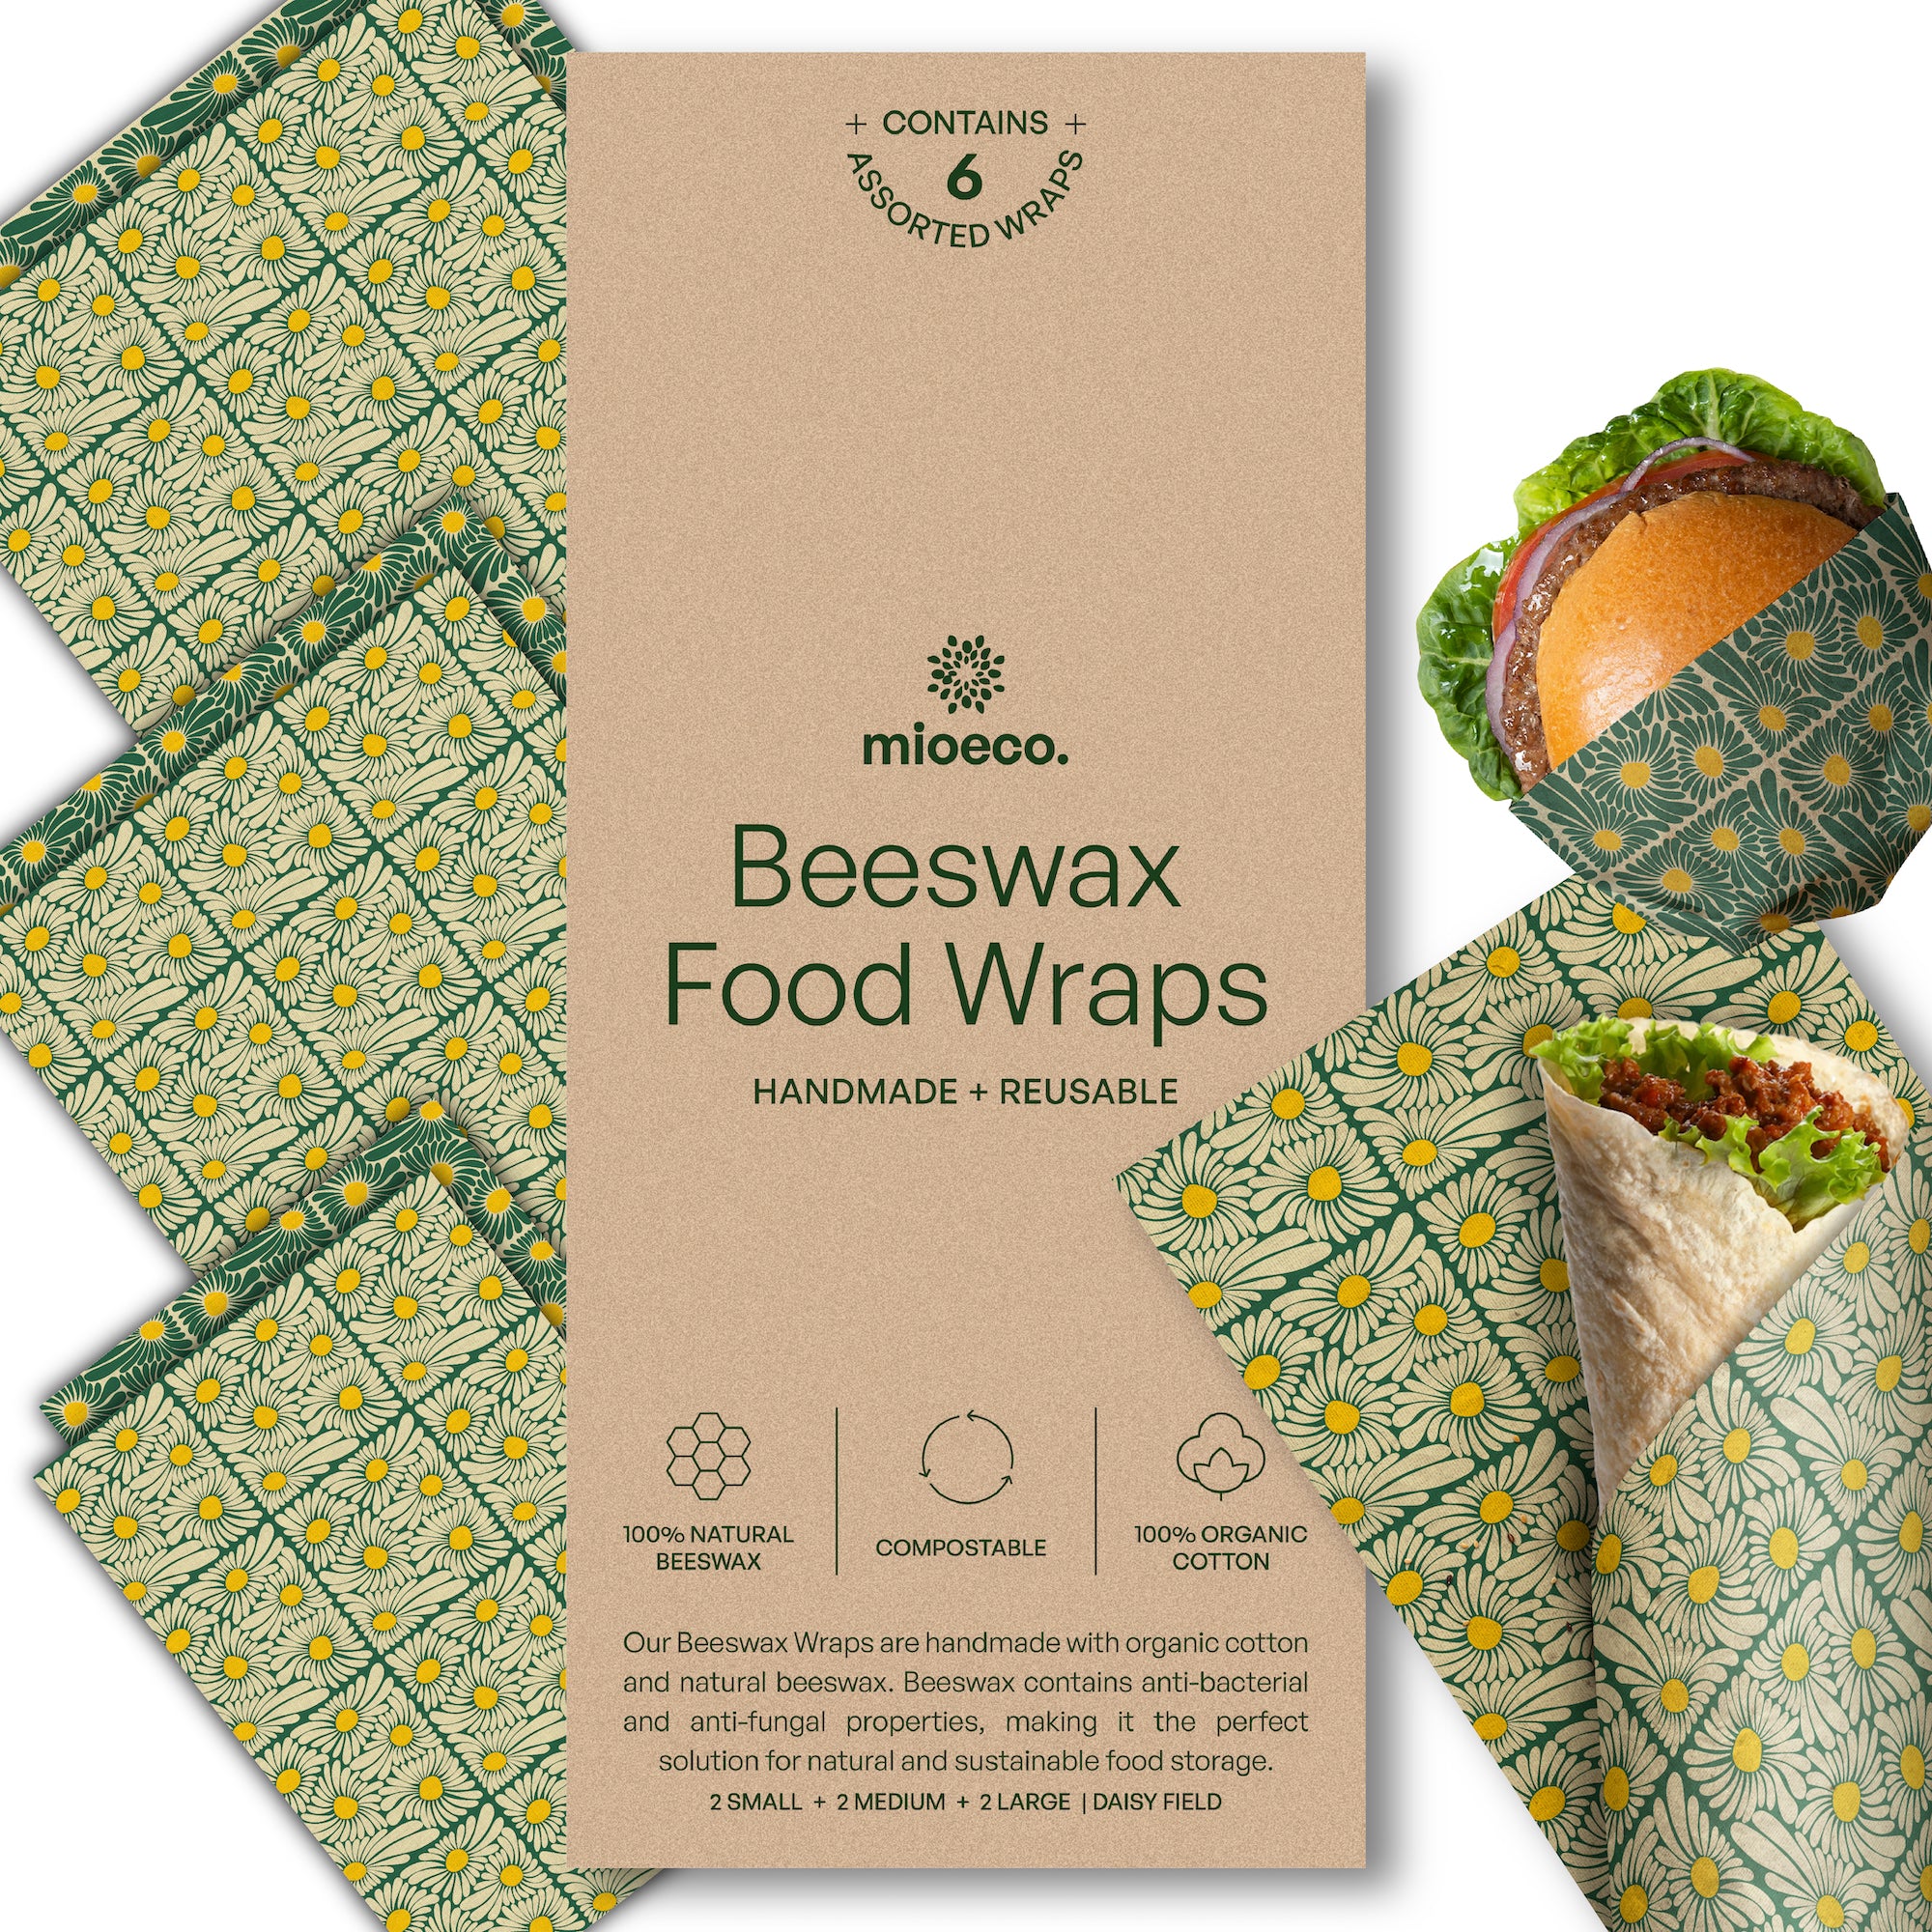 + CONTAINS +
6
ASSORTED WRAPS
mioeco.
Beeswax
Food Wraps
HANDMADE + REUSABLE
100% NATURAL
BEESWAX
COMPOSTABLE
100% ORGANIC
COTTON
Our Beeswax Wraps are handmade with organic cotton
and natural beeswax. Beeswax contains anti-bacterial
and anti-fungal properties, making it the perfect
solution for natural and sustainable food storage.
2 SMALL + 2 MEDIUM + 2 LARGE | DAISY FIELD